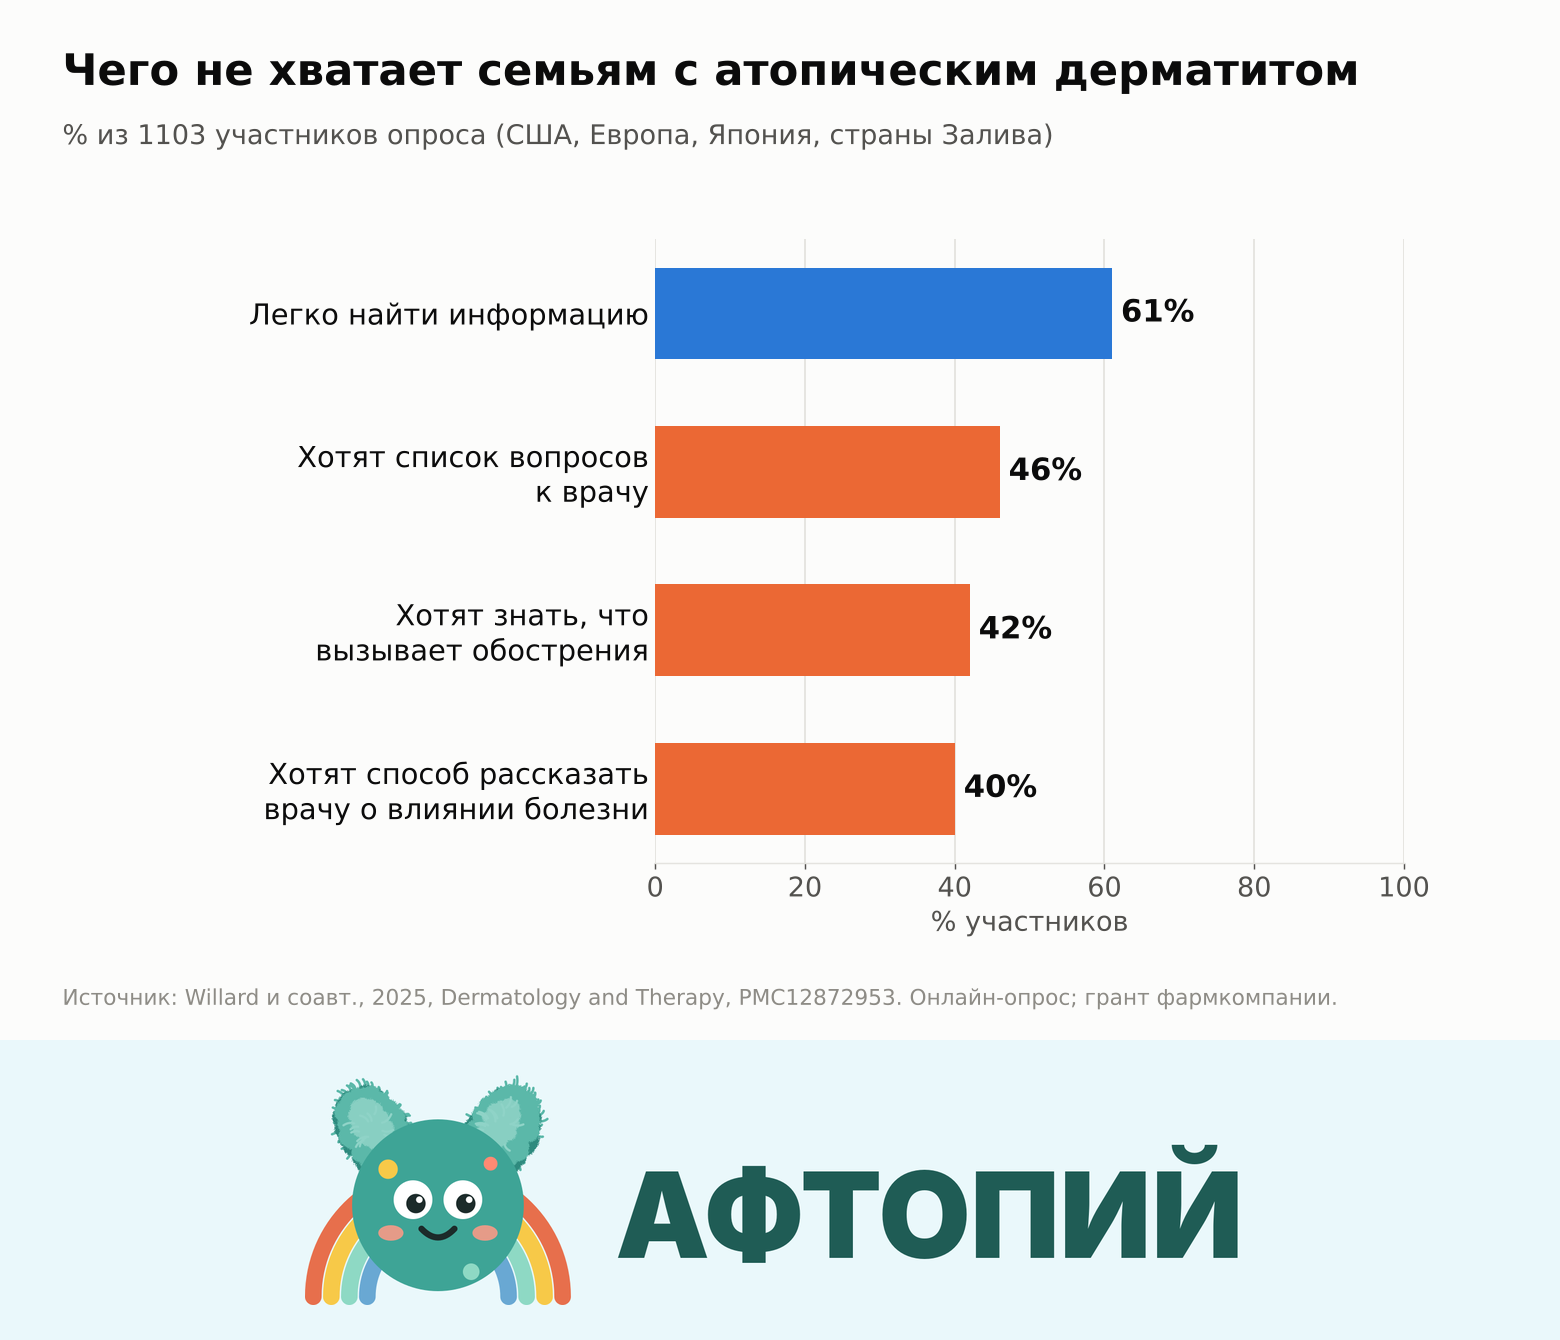 Чего не хватает семьям с атопическим дерматитом
% из 1103 участников опроса (США, Европа, Япония, страны Залива)
Легко найти информацию
61%
Хотят список вопросов
к врачу
46%
Хотят знать, что
вызывает обострения
42%
Хотят способ рассказать
врачу о влиянии болезни
40%
0 20 40 60 80 100
% участников
Источник: Willard и соавт., 2025, Dermatology and Therapy, PMC12872953. Онлайн-опрос; грант фармкомпании.
АФТОПИЙ